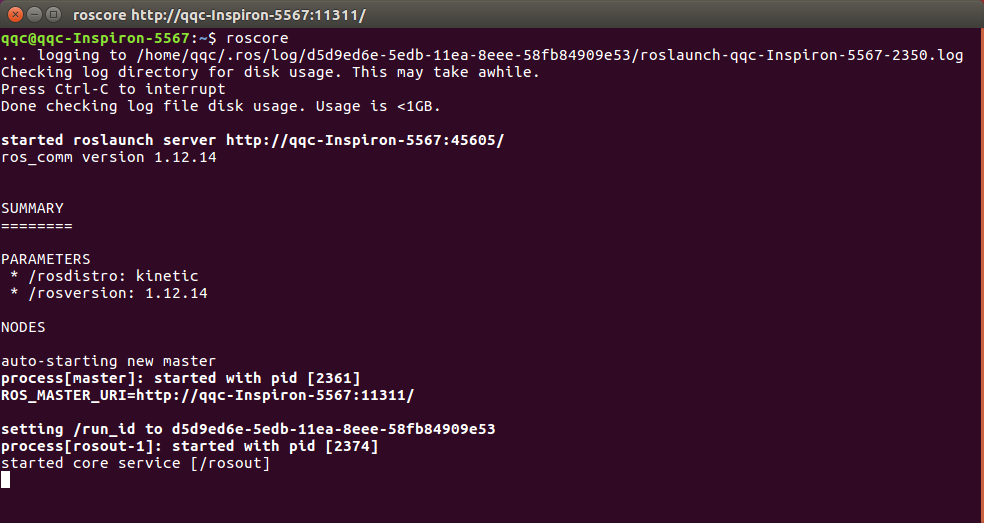 roscore http://qqc-Inspiron-5567:11311/
qqc@qqc-Inspiron-5567:~$ roscore
... logging to /home/qqc/.ros/log/d5d9ed6e-5edb-11ea-8eee-58fb84909e53/roslaunch-qqc-Inspiron-5567-2350.log
Checking log directory for disk usage. This may take awhile.
Press Ctrl-C to interrupt
Done checking log file disk usage. Usage is <1GB.
started roslaunch server http://qqc-Inspiron-5567:45605/
ros_comm version 1.12.14
SUMMARY
========
PARAMETERS
 * /rosdistro: kinetic
 * /rosversion: 1.12.14
NODES
auto-starting new master
process[master]: started with pid [2361]
ROS_MASTER_URI=http://qqc-Inspiron-5567:11311/
setting /run_id to d5d9ed6e-5edb-11ea-8eee-58fb84909e53
process[rosout-1]: started with pid [2374]
started core service [/rosout]